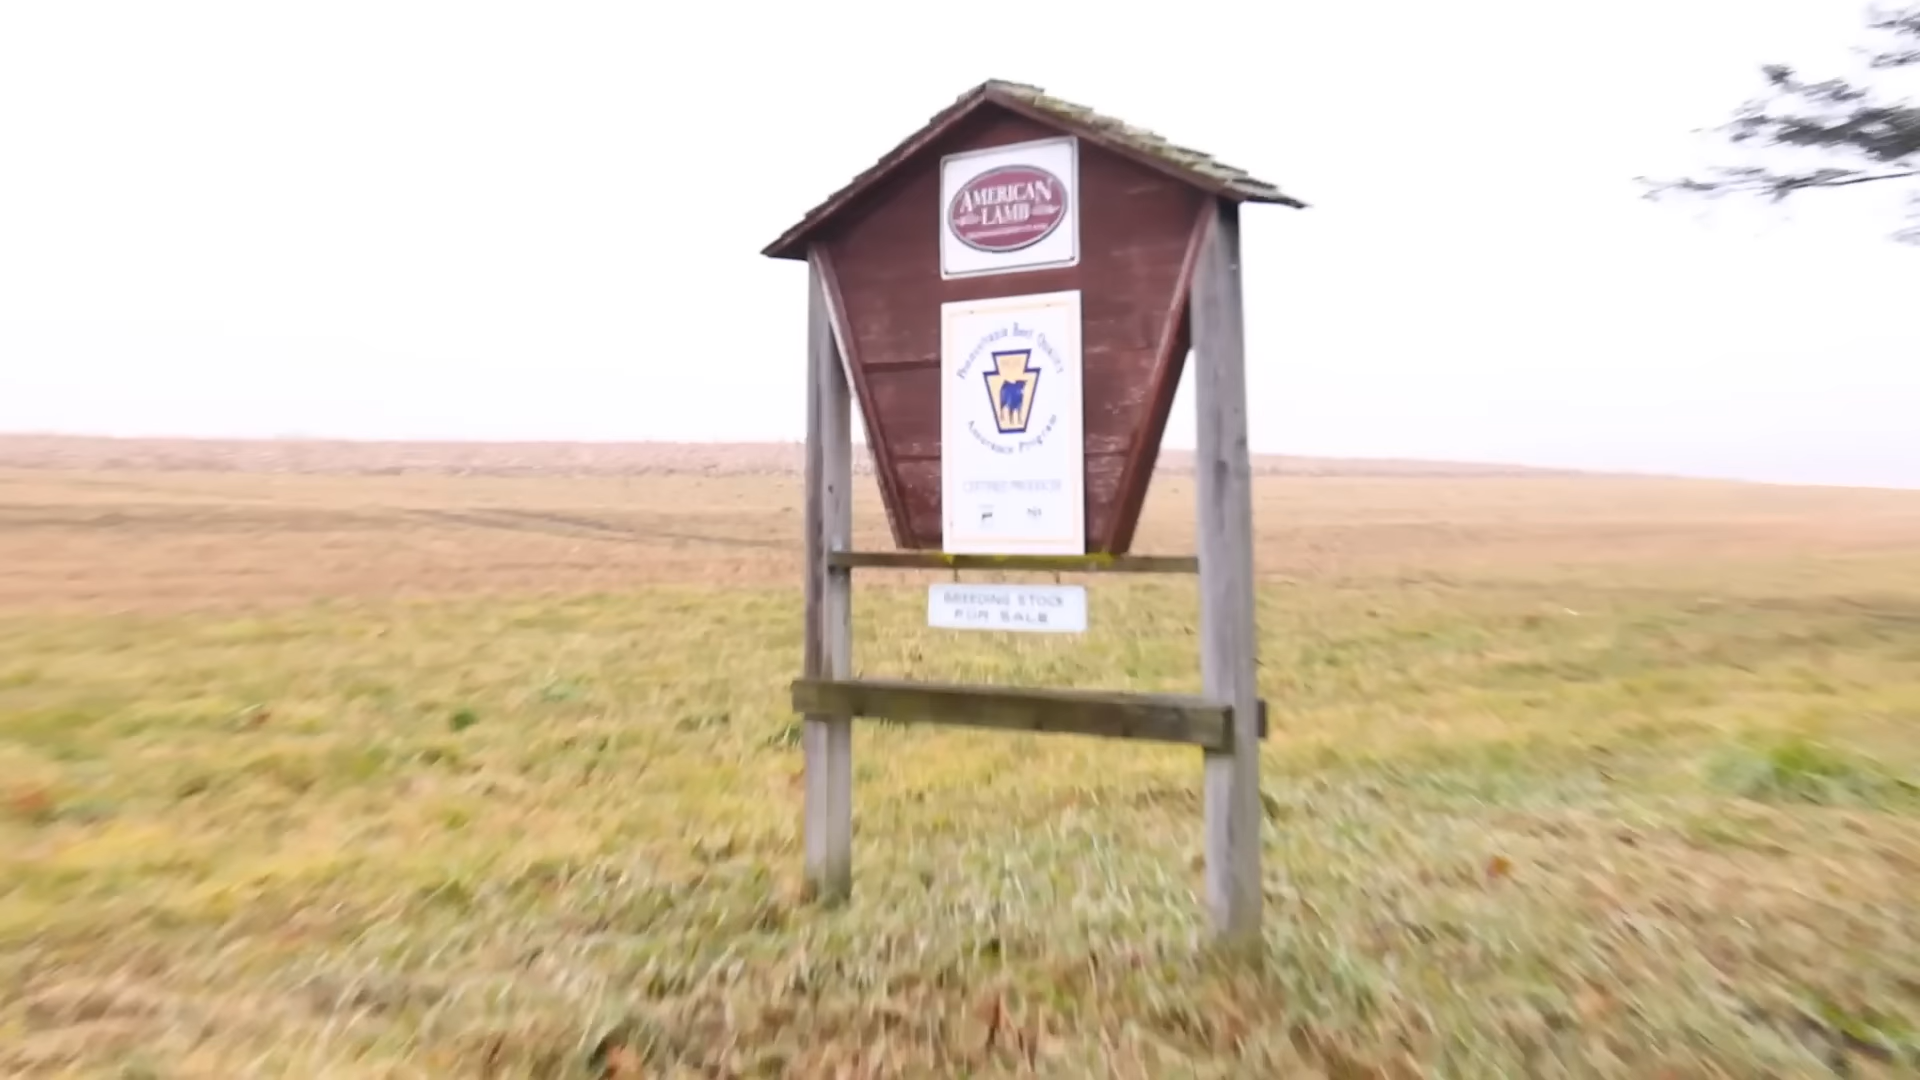 AMERICAN
LAMB
Pennsylvania Beef Quality
Assurance Program
CERTIFIED PRODUCER
BREEDING STOCK
FOR SALE